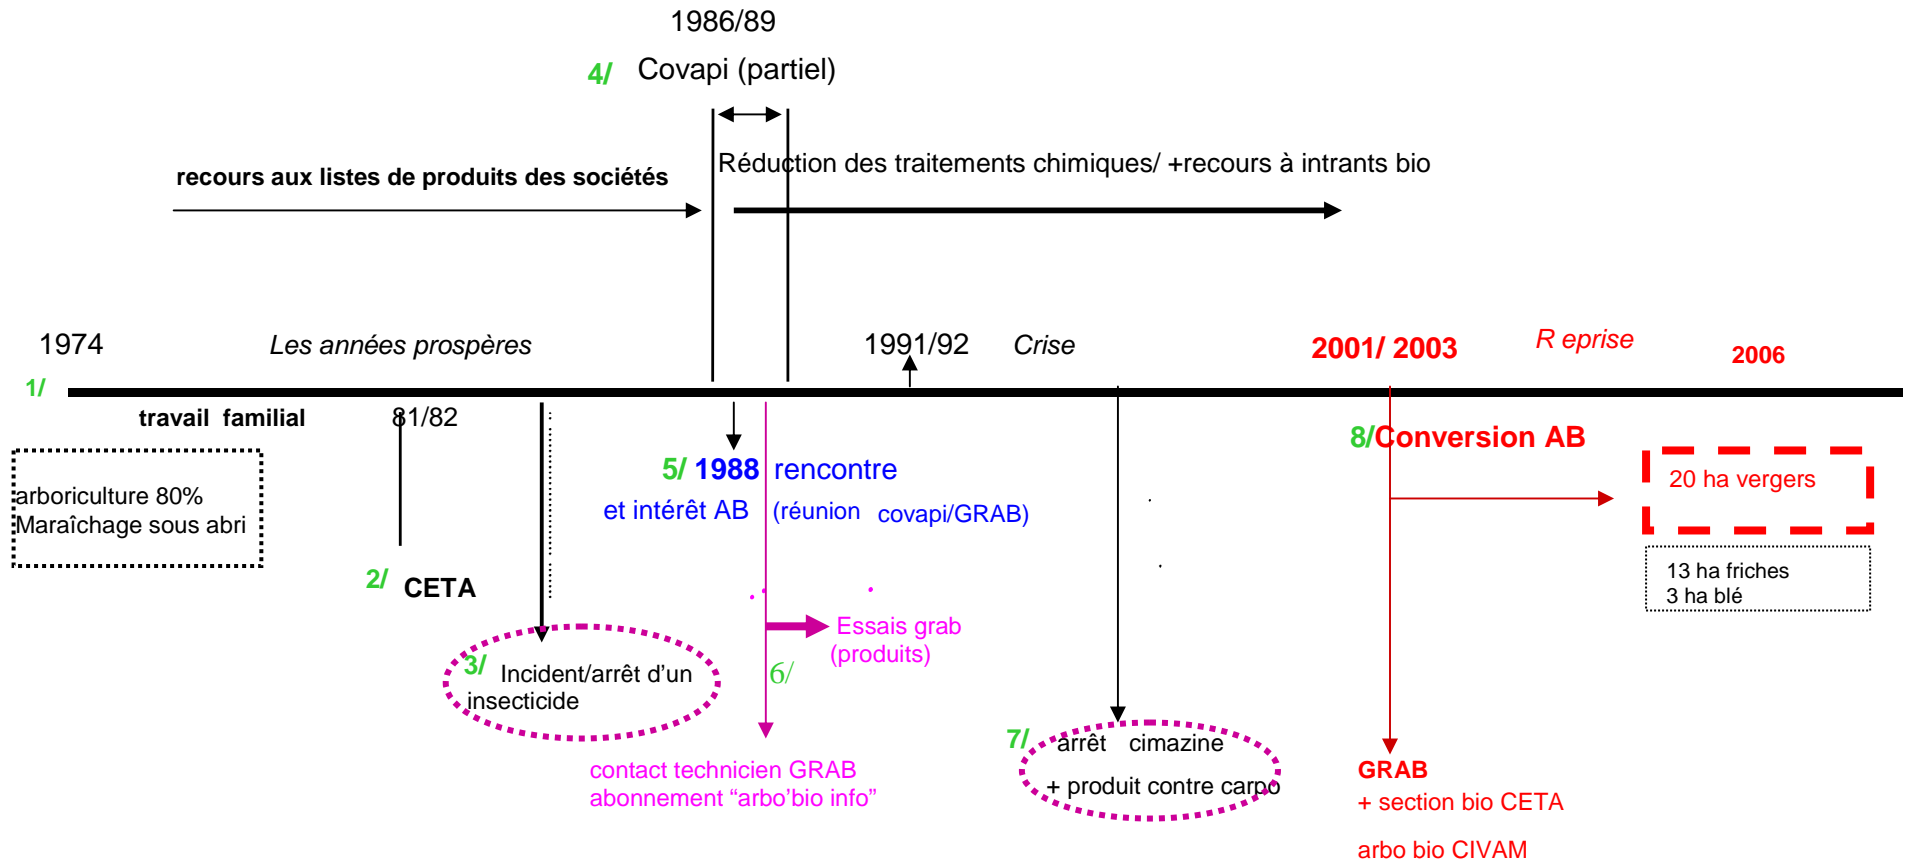 1986/89
4/ Covapi (partiel)
recours aux listes de produits des sociétés
Réduction des traitements chimiques/ +recours à intrants bio
1974
Les années prospères
1991/92
Crise
2001/ 2003
R eprise
2006
1/
travail familial
81/82
8/Conversion AB
arboriculture 80%
Maraîchage sous abri
5/ 1988 rencontre
et intérêt AB (réunion covapi/GRAB)
20 ha vergers
13 ha friches
3 ha blé
2/ CETA
Essais grab
(produits)
3/ Incident/arrêt d'un
insecticide
6/
7/ arrêt cimazine
+ produit contre carpo
contact technicien GRAB
abonnement “arbo'bio info”
GRAB
+ section bio CETA
arbo bio CIVAM